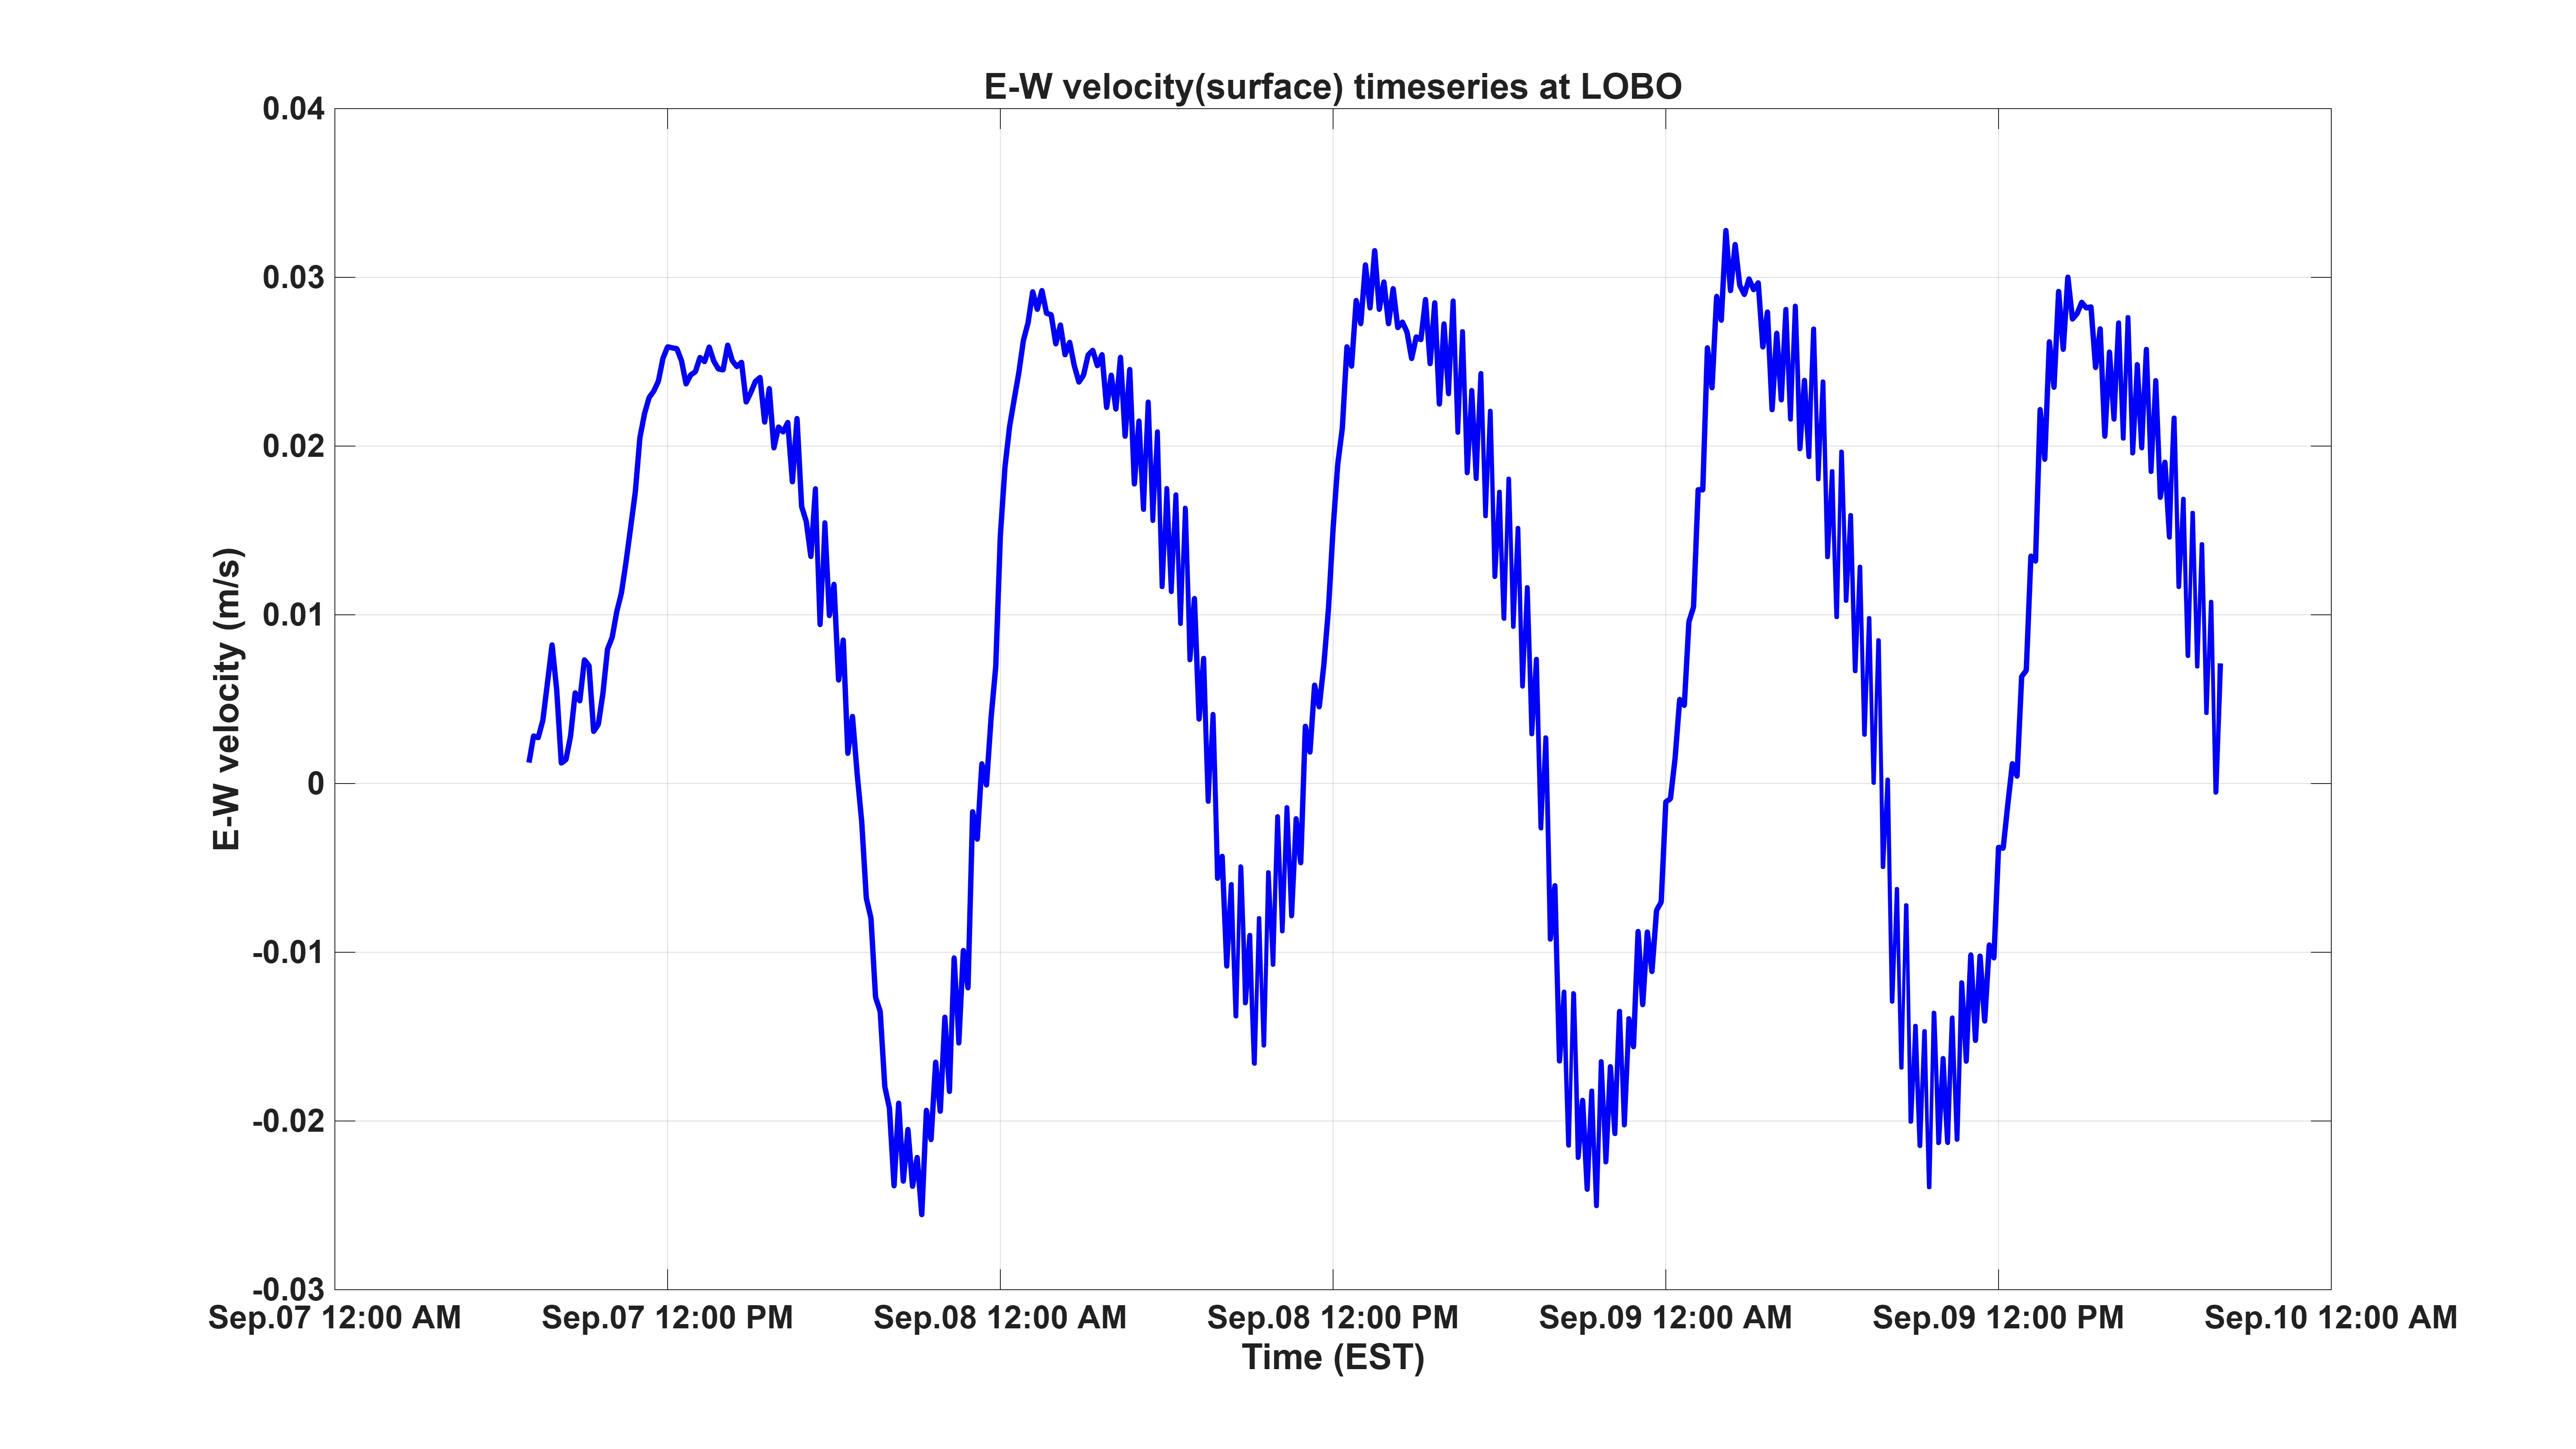 E-W velocity(surface) timeseries at LOBO
0.04
0.03
0.02
0.01
0
-0.01
-0.02
-0.03
E-W velocity (m/s)
Sep.07 12:00 AM
Sep.07 12:00 PM
Sep.08 12:00 AM
Sep.08 12:00 PM
Sep.09 12:00 AM
Sep.09 12:00 PM
Sep.10 12:00 AM
Time (EST)